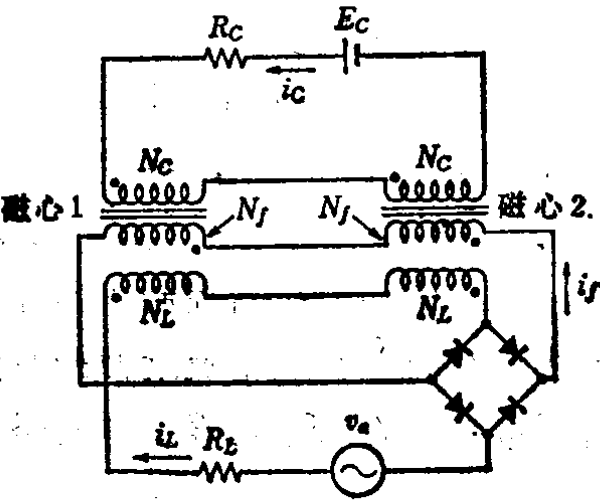 R_C
E_C
i_C
N_C
N_C
磁心 1
N_f
N_f
磁心 2.
i_f
N_L
N_L
i_L
R_L
v_a